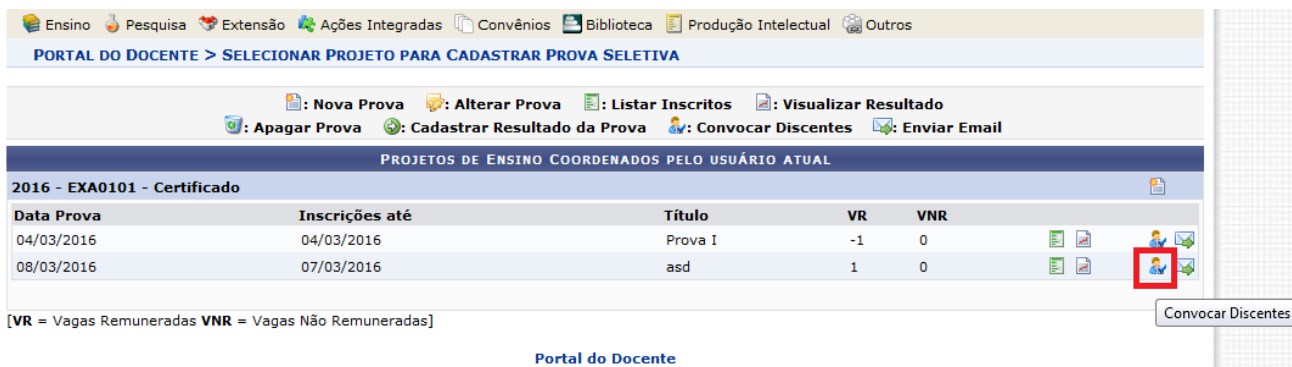 Ensino Pesquisa Extensão Ações Integradas Convênios Biblioteca Produção Intelectual Outros
PORTAL DO DOCENTE > SELECIONAR PROJETO PARA CADASTRAR PROVA SELETIVA
: Nova Prova : Alterar Prova : Listar Inscritos : Visualizar Resultado
: Apagar Prova : Cadastrar Resultado da Prova : Convocar Discentes : Enviar Email
PROJETOS DE ENSINO COORDENADOS PELO USUÁRIO ATUAL
2016 - EXA0101 - Certificado
Data Prova Inscrições até Título VR VNR
04/03/2016 04/03/2016 Prova I -1 0
08/03/2016 07/03/2016 asd 1 0
Convocar Discentes
[VR = Vagas Remuneradas VNR = Vagas Não Remuneradas]
Portal do Docente